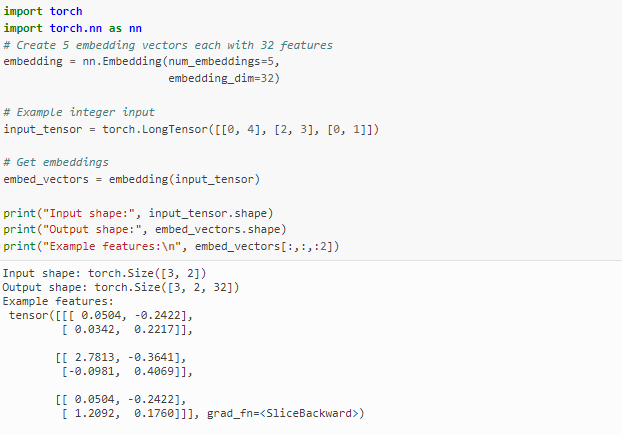 import torch
import torch.nn as nn
# Create 5 embedding vectors each with 32 features
embedding = nn.Embedding(num_embeddings=5,
                         embedding_dim=32)

# Example integer input
input_tensor = torch.LongTensor([[0, 4], [2, 3], [0, 1]])

# Get embeddings
embed_vectors = embedding(input_tensor)

print("Input shape:", input_tensor.shape)
print("Output shape:", embed_vectors.shape)
print("Example features:\n", embed_vectors[:,:,:2])
Input shape: torch.Size([3, 2])
Output shape: torch.Size([3, 2, 32])
Example features:
 tensor([[[ 0.0504, -0.2422],
         [ 0.0342,  0.2217]],

        [[ 2.7813, -0.3641],
         [-0.0981,  0.4069]],

        [[ 0.0504, -0.2422],
         [ 1.2092,  0.1760]]], grad_fn=<SliceBackward>)